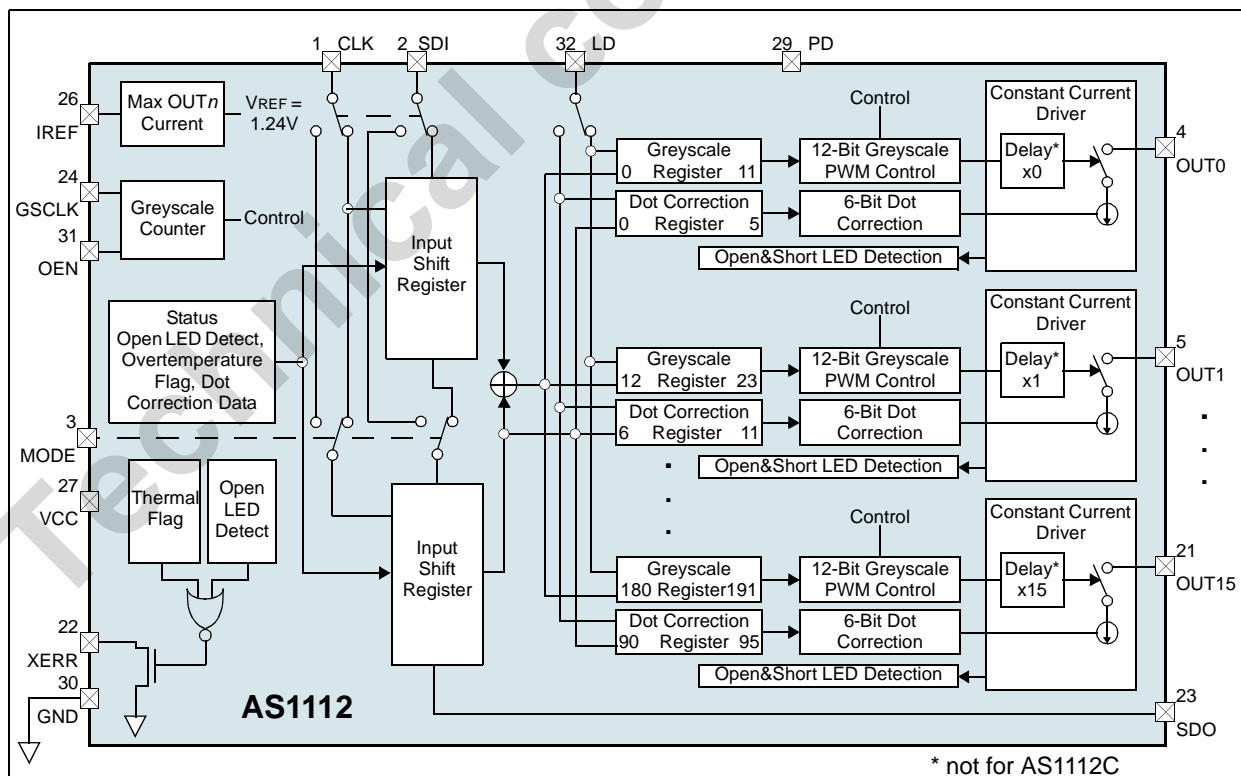 1 CLK
2 SDI
32 LD
29 PD
26
IREF
Max OUTn
Current
VREF =
1.24V
24
GSCLK
31
OEN
Greyscale
Counter
Control
Status
Open LED Detect,
Overtemperature
Flag, Dot
Correction Data
3
MODE
27
VCC
Thermal
Flag
Open
LED
Detect
22
XERR
30
GND
AS1112
Input
Shift
Register
Input
Shift
Register
Control
Greyscale
0 Register 11
12-Bit Greyscale
PWM Control
Dot Correction
0 Register 5
6-Bit Dot
Correction
Open&Short LED Detection
Constant Current
Driver
Delay*
x0
4
OUT0
Control
Greyscale
12 Register 23
12-Bit Greyscale
PWM Control
Dot Correction
6 Register 11
6-Bit Dot
Correction
Open&Short LED Detection
Constant Current
Driver
Delay*
x1
5
OUT1
Control
Greyscale
180 Register191
12-Bit Greyscale
PWM Control
Dot Correction
90 Register 95
6-Bit Dot
Correction
Open&Short LED Detection
Constant Current
Driver
Delay*
x15
21
OUT15
23
SDO
* not for AS1112C
Technical co